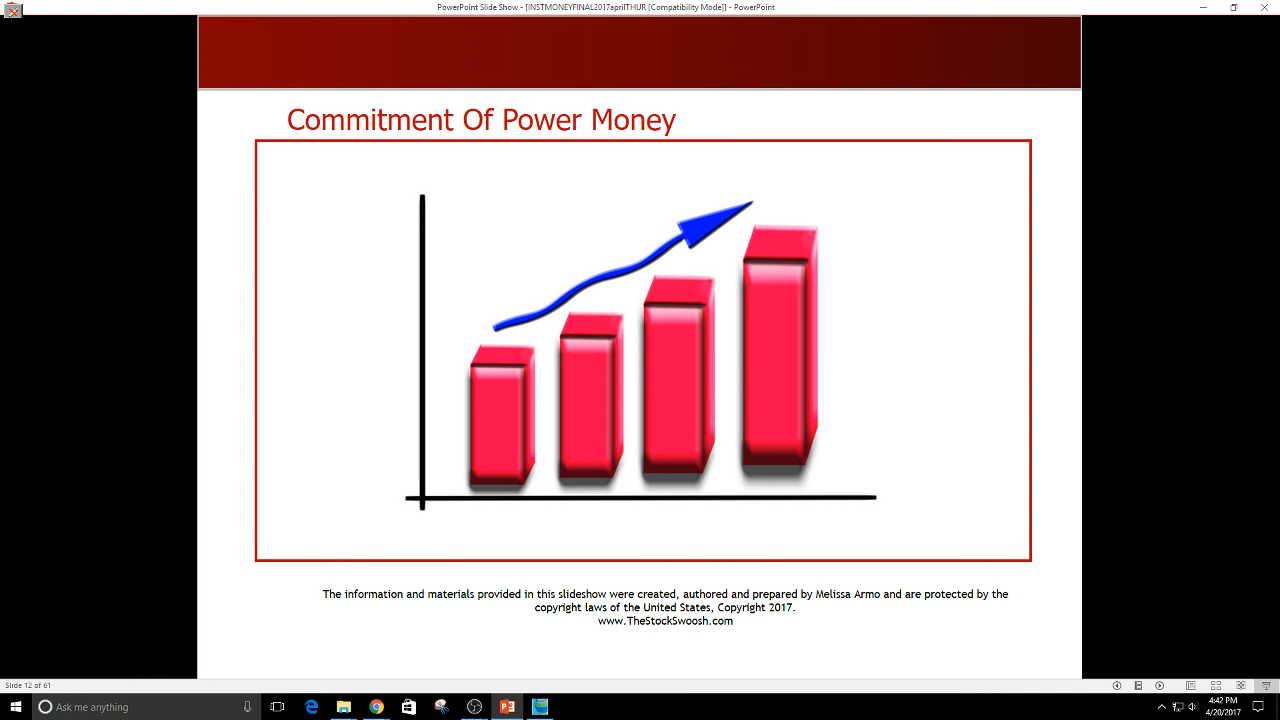 PowerPoint Slide Show - [INSTMONEYFINAL2017aprilTHUR [Compatibility Mode]] - PowerPoint
Commitment Of Power Money
The information and materials provided in this slideshow were created, authored and prepared by Melissa Armo and are protected by the
copyright laws of the United States, Copyright 2017.
www.TheStockSwoosh.com
Slide 12 of 61
Ask me anything
4:42 PM
4/20/2017